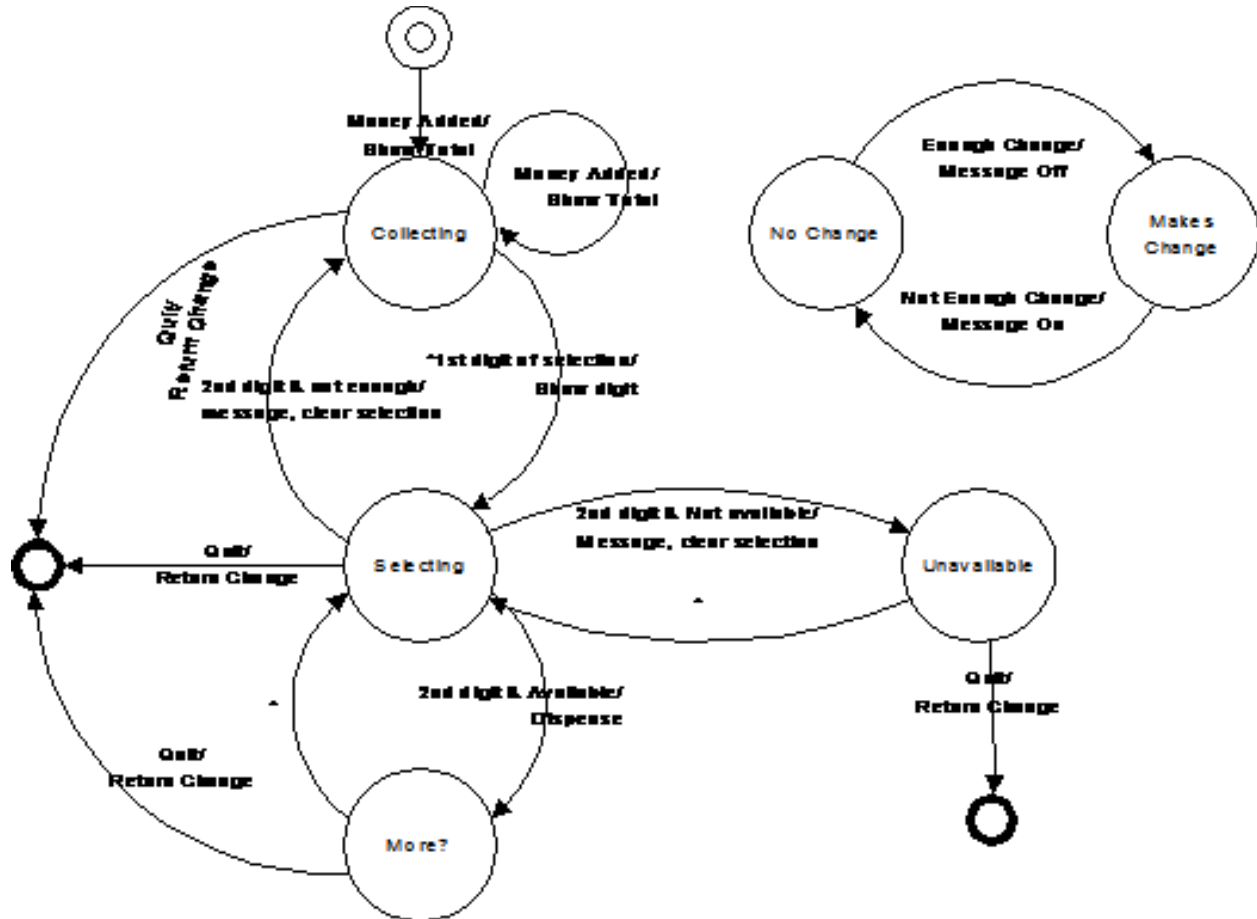 Money Added/
Show Total
Money Added/
Show Total
Collecting
Enough Change/
Message Off
No Change
Makes
Change
Not Enough Change/
Message On
Quit/
Return Change
*1st digit of selection/
Show digit
2nd digit & not enough/
message, clear selection
2nd digit & Not available/
Message, clear selection
Quit/
Return Change
Selecting
Unavailable
*
2nd digit & Available/
Dispense
*
Quit/
Return Change
Quit/
Return Change
More?